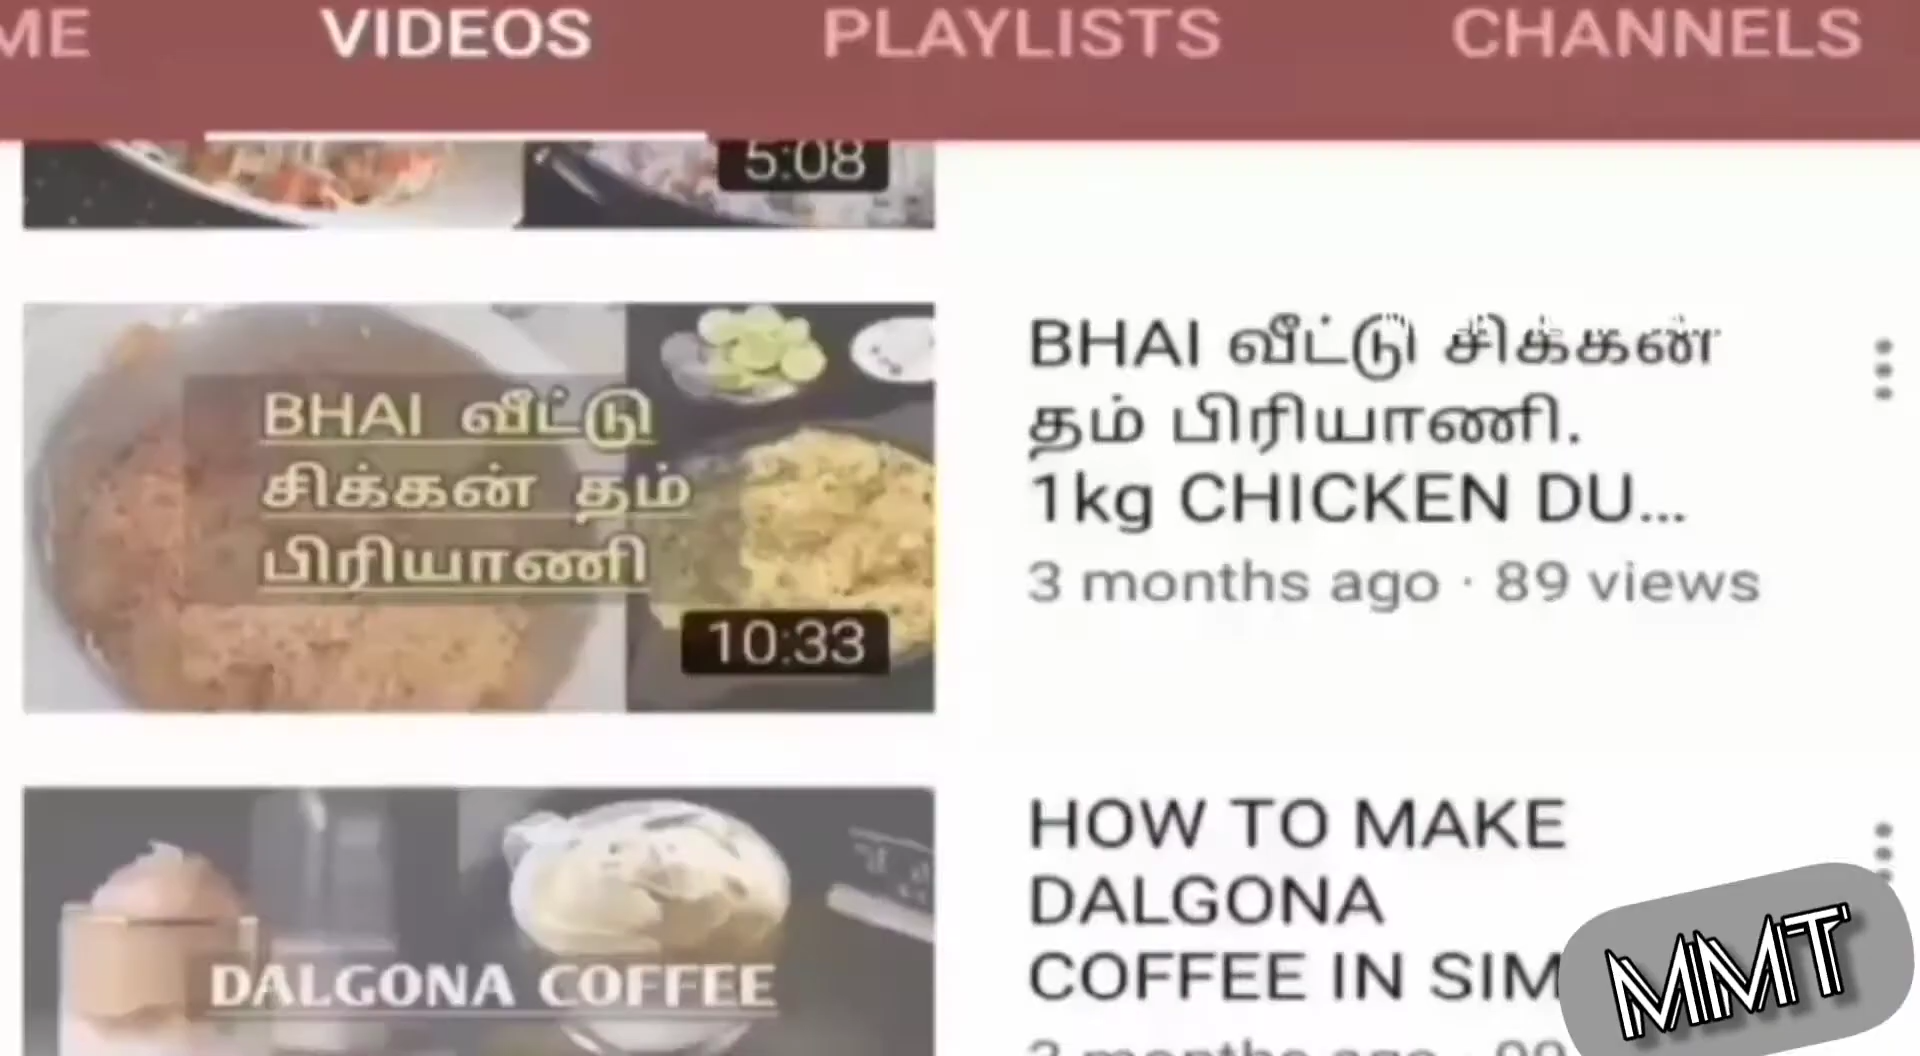 VIDEOS
PLAYLISTS
CHANNELS
5:08
BHAI வீட்டு
சிக்கன் தம்
பிரியாணி
10:33
BHAI வீட்டு சிக்கன்
தம் பிரியாணி.
1kg CHICKEN DU...
3 months ago · 89 views
DALGONA COFFEE
HOW TO MAKE
DALGONA
COFFEE IN SIM
MMT